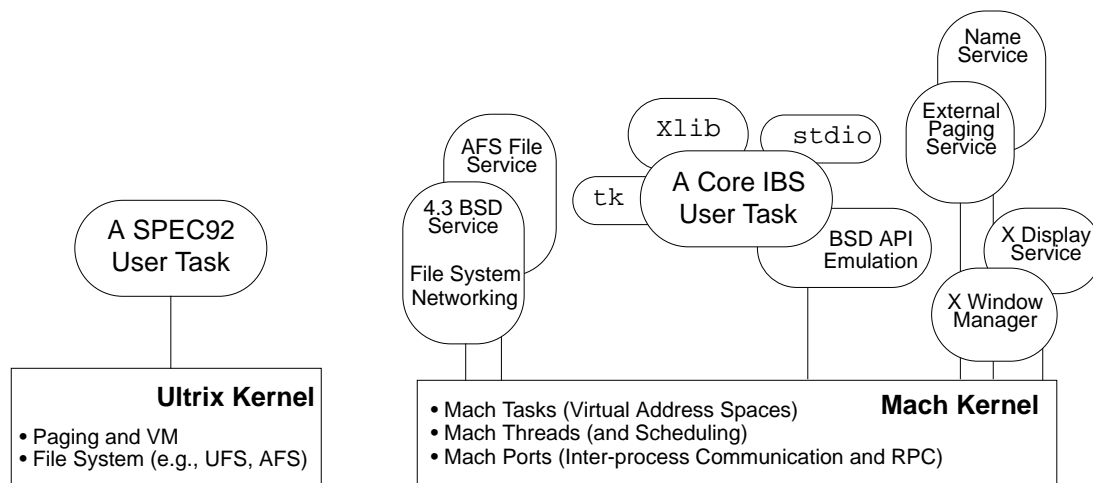 A SPEC92
User Task
Ultrix Kernel
• Paging and VM
• File System (e.g., UFS, AFS)
AFS File
Service
4.3 BSD
Service
File System
Networking
Xlib
stdio
tk
A Core IBS
User Task
BSD API
Emulation
Name
Service
External
Paging
Service
X Display
Service
X Window
Manager
Mach Kernel
• Mach Tasks (Virtual Address Spaces)
• Mach Threads (and Scheduling)
• Mach Ports (Inter-process Communication and RPC)